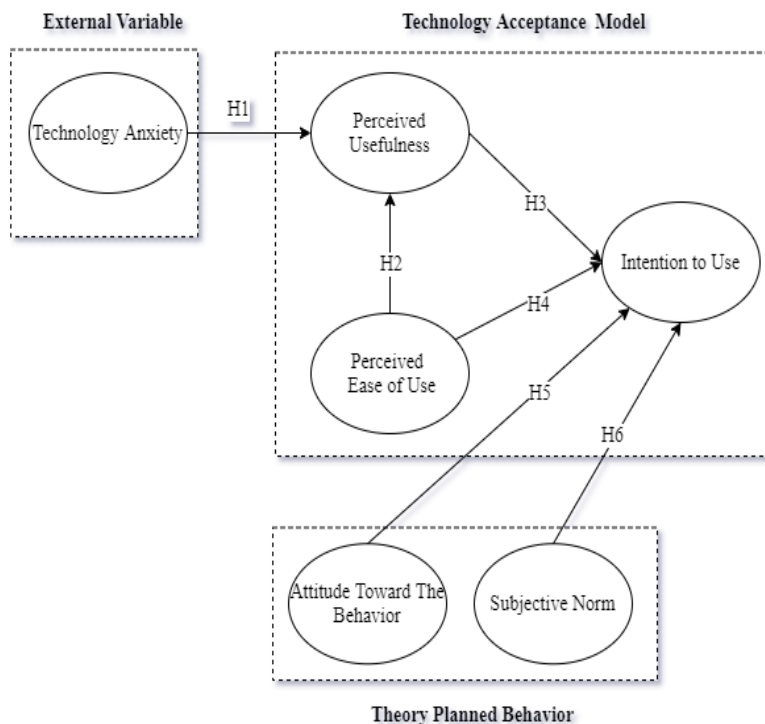 External Variable
Technology Acceptance Model
Technology Anxiety
H1
Perceived
Usefulness
H3
Intention to Use
H2
H4
Perceived
Ease of Use
H5
H6
Attitude Toward The
Behavior
Subjective Norm
Theory Planned Behavior